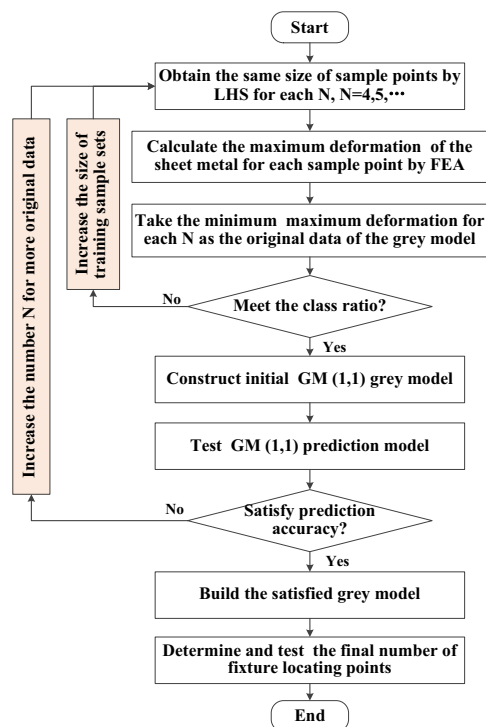 Start
Obtain the same size of sample points by
LHS for each N, N=4,5,⋯
Calculate the maximum deformation of the
sheet metal for each sample point by FEA
Take the minimum maximum deformation for
each N as the original data of the grey model
Increase the number N for more original data
Increase the size of
training sample sets
No
Meet the class ratio?
Yes
Construct initial GM (1,1) grey model
Test GM (1,1) prediction model
No
Satisfy prediction
accuracy?
Yes
Build the satisfied grey model
Determine and test the final number of
fixture locating points
End